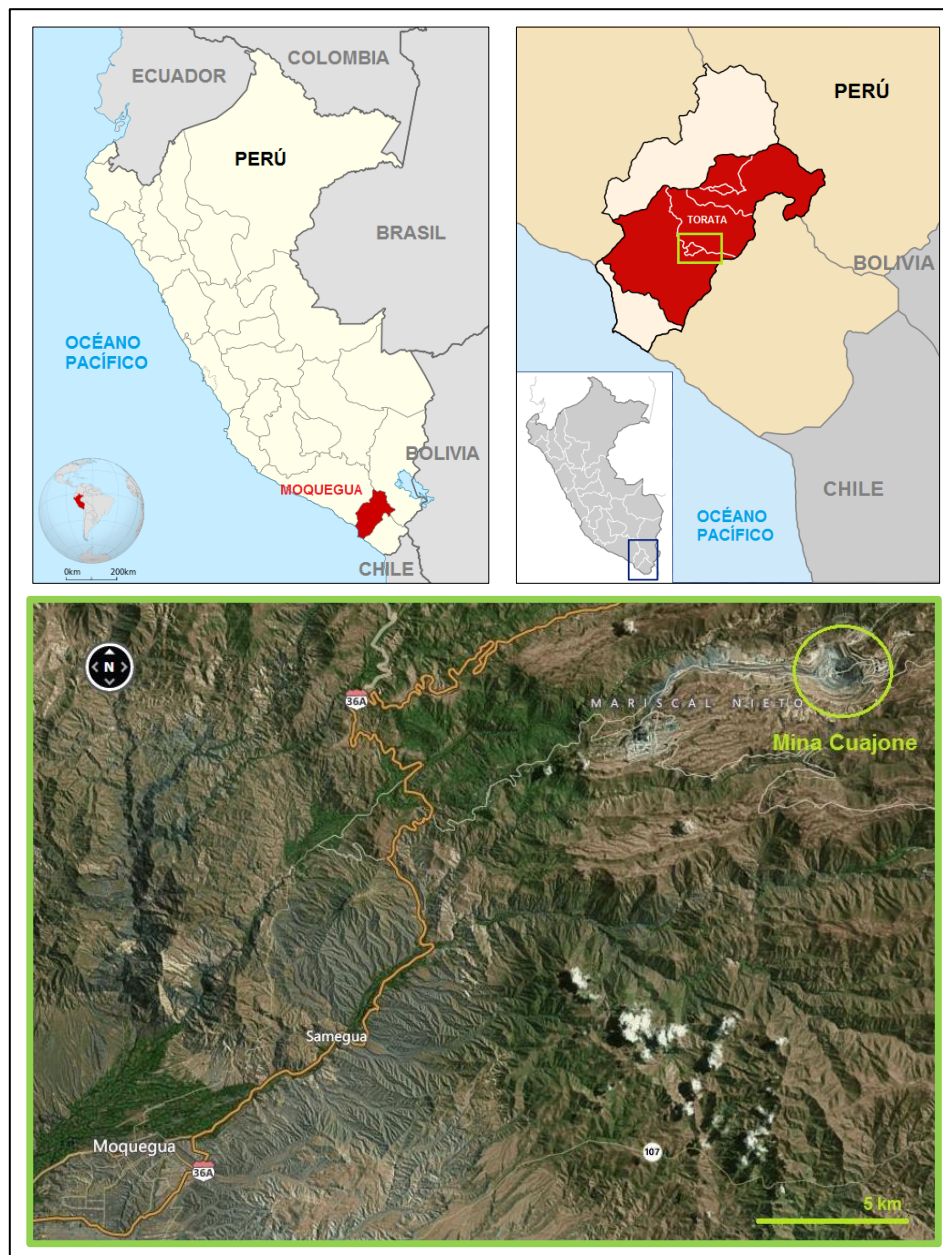 COLOMBIA
ECUADOR
PERÚ
BRASIL
OCÉANO
PACÍFICO
BOLIVIA
MOQUEGUA
CHILE
0km 200km
PERÚ
TORATA
BOLIVIA
CHILE
OCÉANO
PACÍFICO
N
36A
MARISCAL NIETO
Mina Cuajone
Samegua
Moquegua
107
36A
5 km